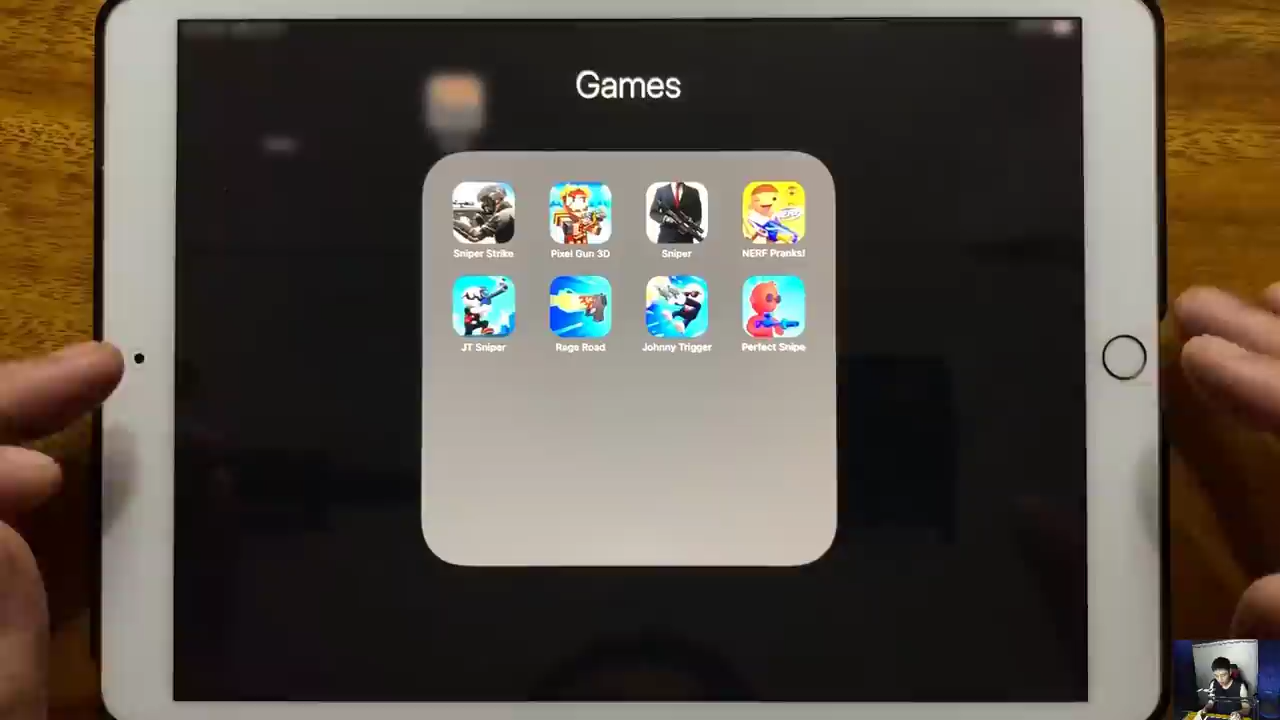 Games
Sniper Strike
Pixel Gun 3D
Sniper
NERF Pranks!
JT Sniper
Rage Road
Johnny Trigger
Perfect Snipe